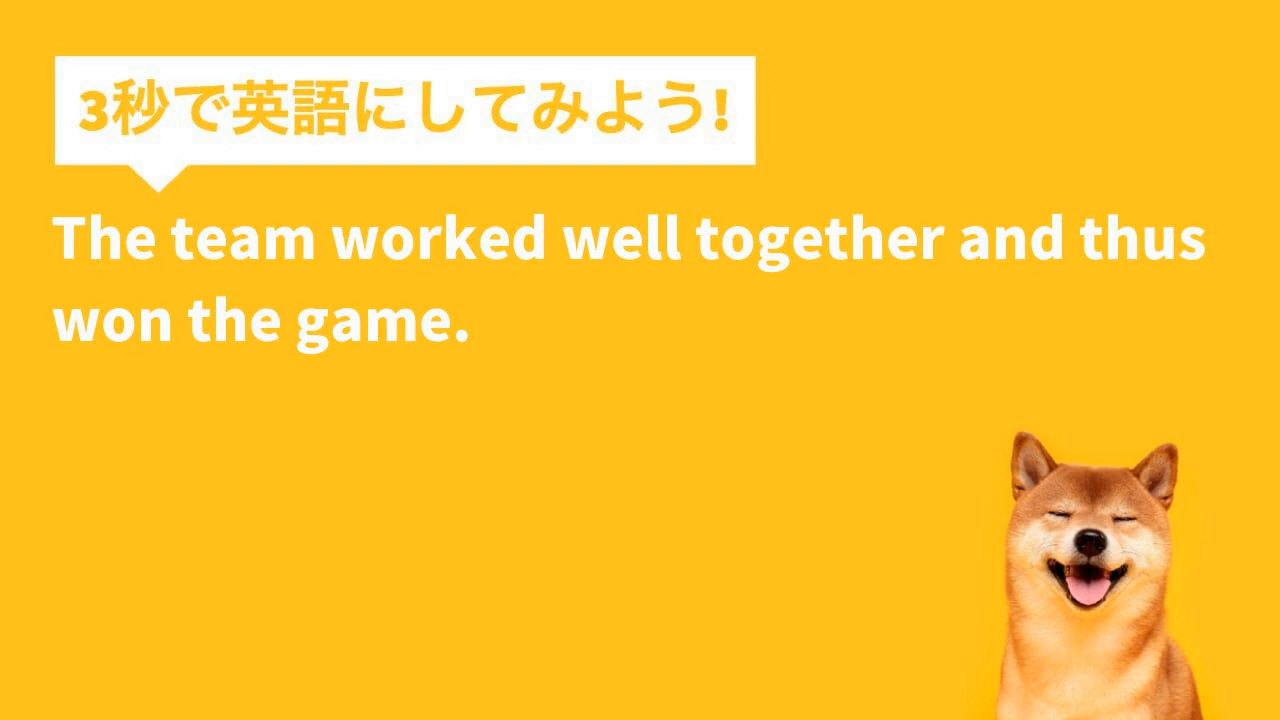 3秒で英語にしてみよう!
The team worked well together and thus
won the game.